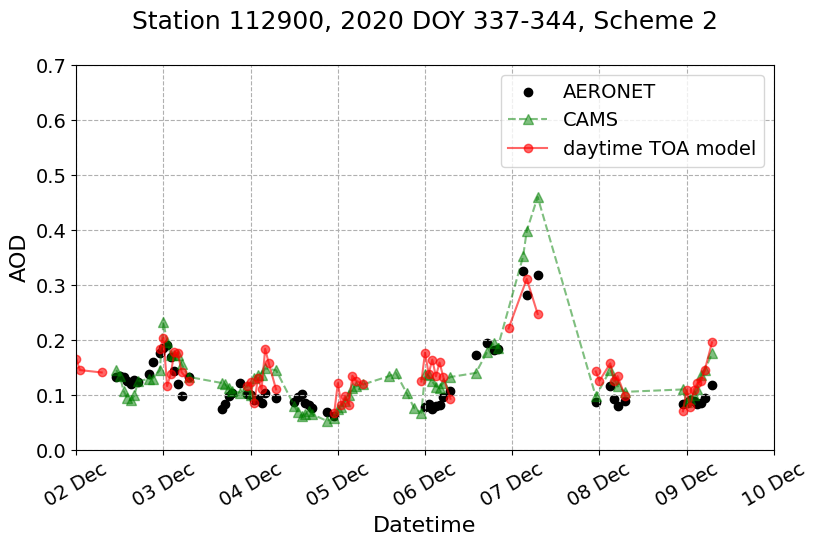 Station 112900, 2020 DOY 337-344, Scheme 2
AERONET
CAMS
daytime TOA model
AOD
0.7
0.6
0.5
0.4
0.3
0.2
0.1
0.0
02 Dec
03 Dec
04 Dec
05 Dec
06 Dec
07 Dec
08 Dec
09 Dec
10 Dec
Datetime